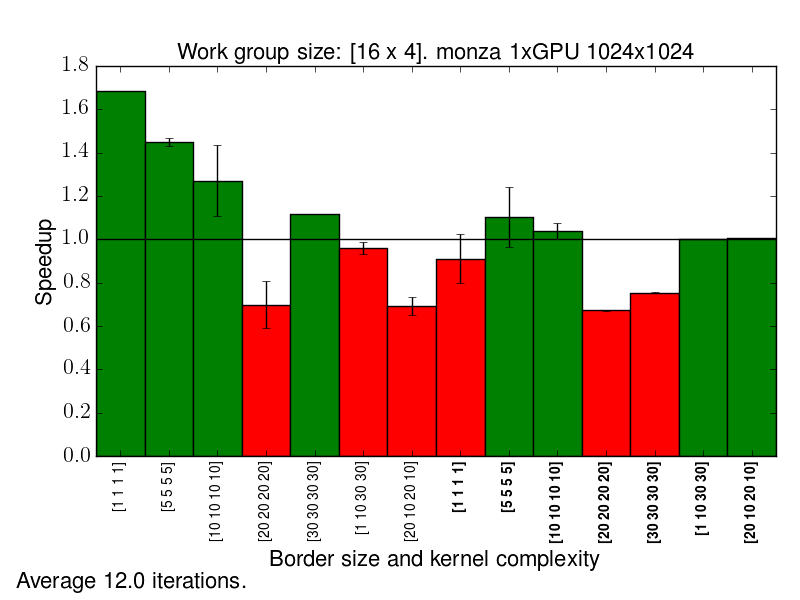 Work group size: [16 x 4]. monza 1xGPU 1024x1024
1.8
1.6
1.4
1.2
1.0
0.8
0.6
0.4
0.2
0.0
Speedup
[1 1 1 1]
[5 5 5 5]
[10 10 10 10]
[20 20 20 20]
[30 30 30 30]
[1 10 30 30]
[20 10 20 10]
[1 1 1 1]
[5 5 5 5]
[10 10 10 10]
[20 20 20 20]
[30 30 30 30]
[1 10 30 30]
[20 10 20 10]
Border size and kernel complexity
Average 12.0 iterations.